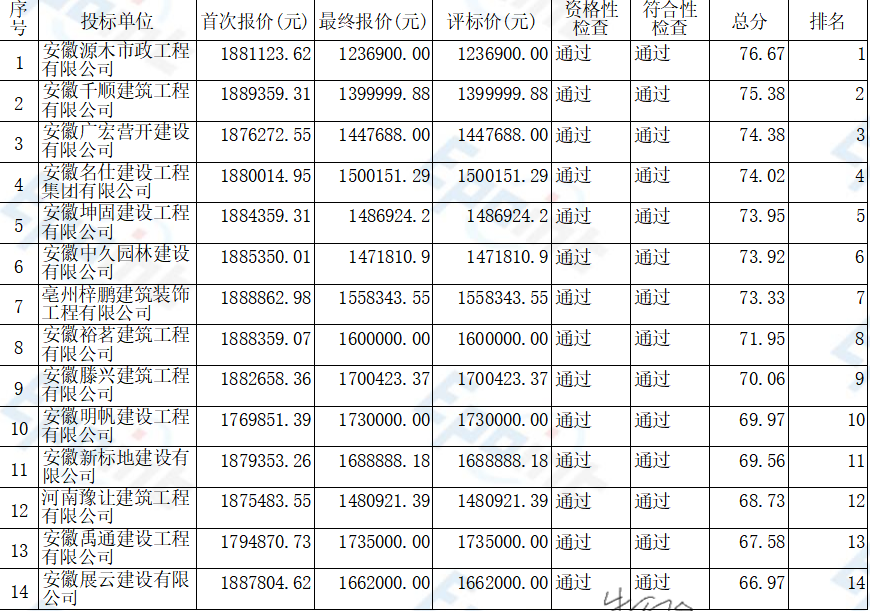 序号 投标单位 首次报价(元) 最终报价(元) 评标价(元) 资格性检查 符合性检查 总分 排名
1 安徽源木市政工程有限公司 1881123.62 1236900.00 1236900.00 通过 通过 76.67 1
2 安徽千顺建筑工程有限公司 1889359.31 1399999.88 1399999.88 通过 通过 75.38 2
3 安徽广宏营开建设有限公司 1876272.55 1447688.00 1447688.00 通过 通过 74.38 3
4 安徽名仕建设工程集团有限公司 1880014.95 1500151.29 1500151.29 通过 通过 74.02 4
5 安徽坤固建设工程有限公司 1884359.31 1486924.2 1486924.2 通过 通过 73.95 5
6 安徽中久园林建设有限公司 1885350.01 1471810.9 1471810.9 通过 通过 73.92 6
7 亳州梓鹏建筑装饰工程有限公司 1888862.98 1558343.55 1558343.55 通过 通过 73.33 7
8 安徽裕茗建筑工程有限公司 1888359.07 1600000.00 1600000.00 通过 通过 71.95 8
9 安徽滕兴建筑工程有限公司 1882658.36 1700423.37 1700423.37 通过 通过 70.06 9
10 安徽明帆建设工程有限公司 1769851.39 1730000.00 1730000.00 通过 通过 69.97 10
11 安徽新标地建设有限公司 1879353.26 1688888.18 1688888.18 通过 通过 69.56 11
12 河南豫让建筑工程有限公司 1875483.55 1480921.39 1480921.39 通过 通过 68.73 12
13 安徽禹通建设工程有限公司 1794870.73 1735000.00 1735000.00 通过 通过 67.58 13
14 安徽展云建设有限公司 1887804.62 1662000.00 1662000.00 通过 通过 66.97 14